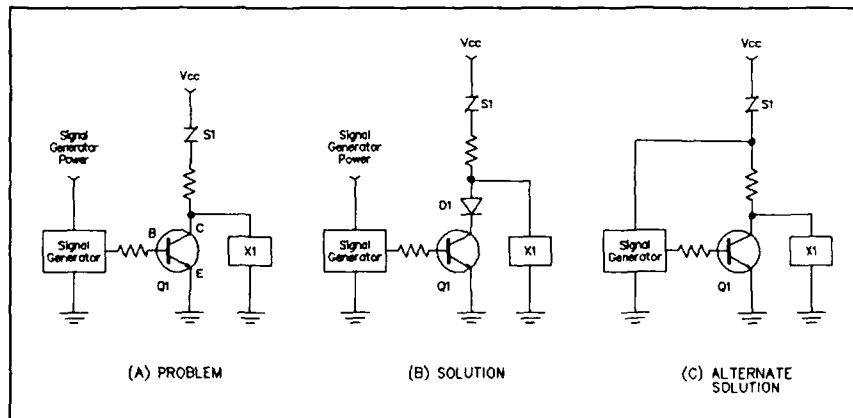 Vcc
S1
Signal
Generator
Power
Signal
Generator
B
C
E
Q1
X1
(A) PROBLEM
Vcc
S1
Signal
Generator
Power
D1
Signal
Generator
Q1
X1
(B) SOLUTION
Vcc
S1
Signal
Generator
Q1
X1
(C) ALTERNATE
SOLUTION